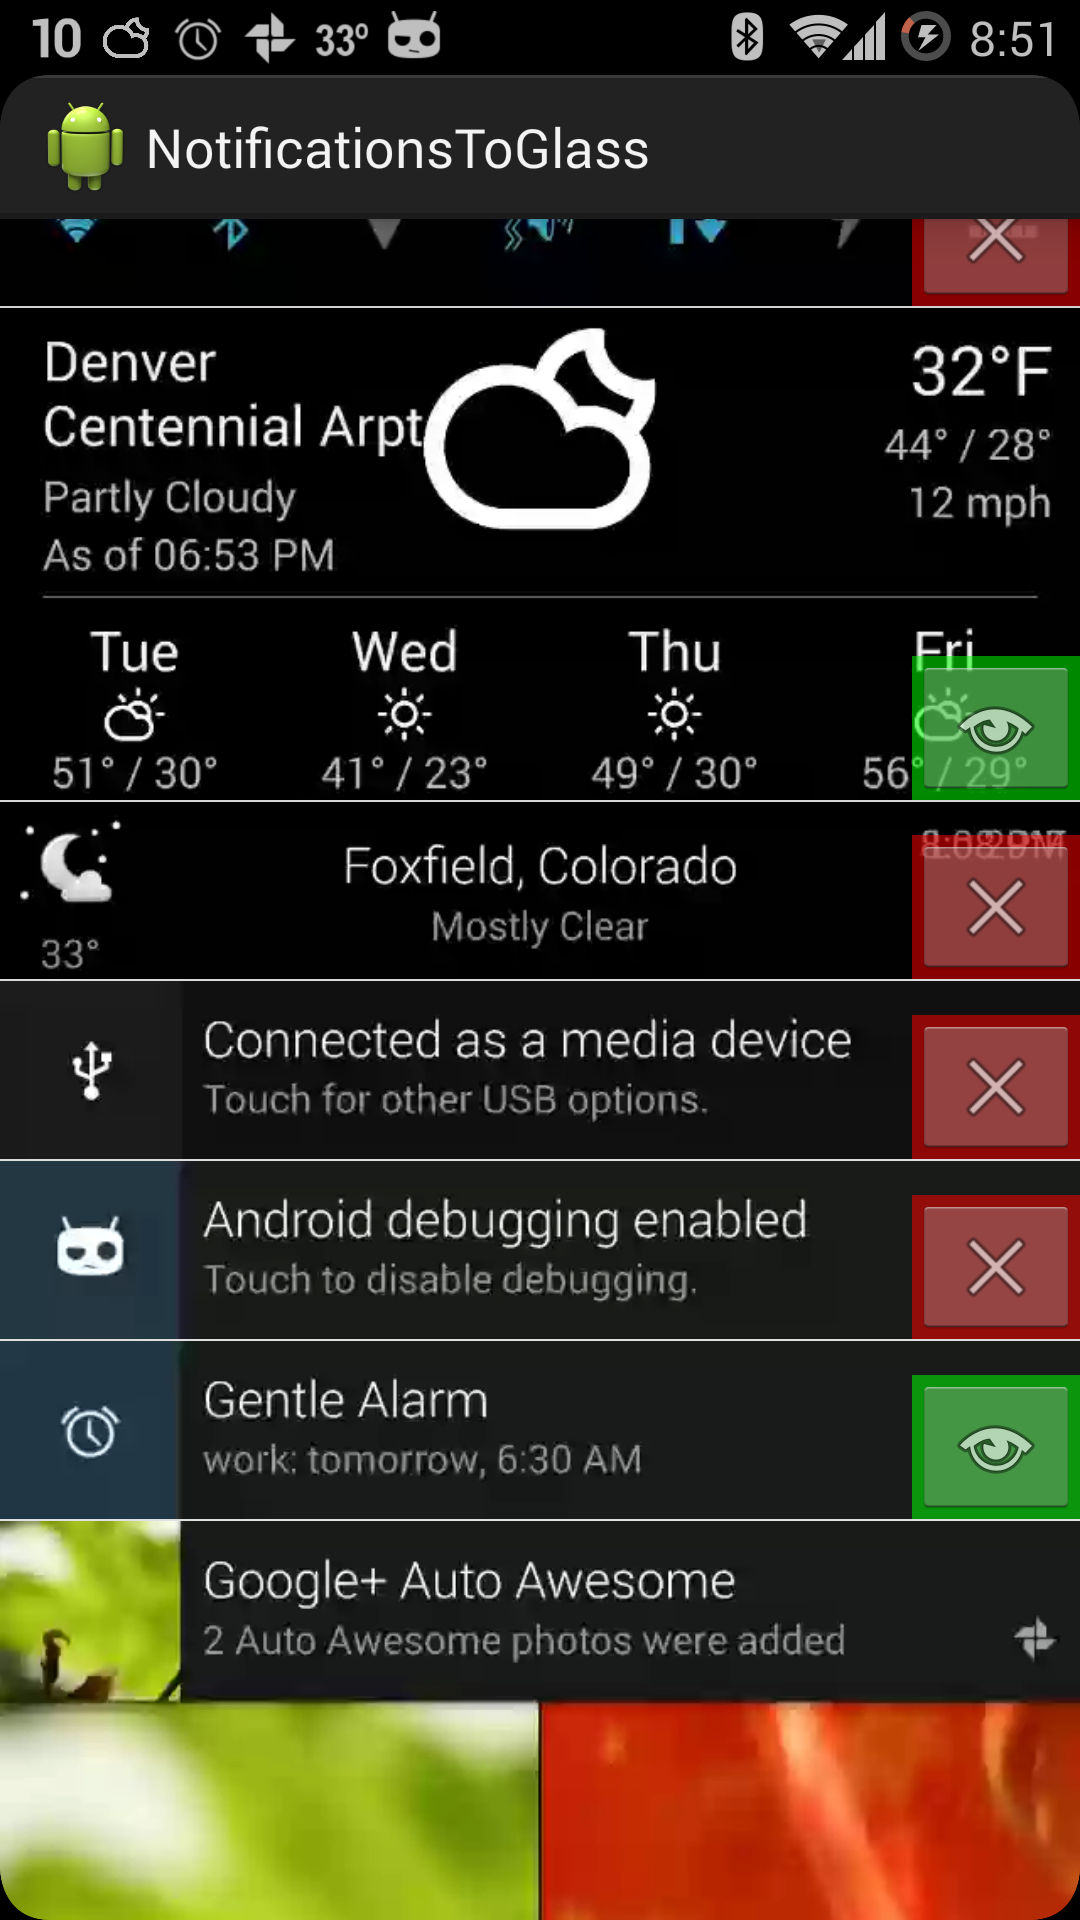 10 33° 8:51
NotificationsToGlass
Denver
Centennial Arpt
32°F
44° / 28°
12 mph
Partly Cloudy
As of 06:53 PM
Tue Wed Thu Fri
51° / 30° 41° / 23° 49° / 30° 56° / 29°
Foxfield, Colorado
Mostly Clear
33°
Connected as a media device
Touch for other USB options.
Android debugging enabled
Touch to disable debugging.
Gentle Alarm
work: tomorrow, 6:30 AM
Google+ Auto Awesome
2 Auto Awesome photos were added